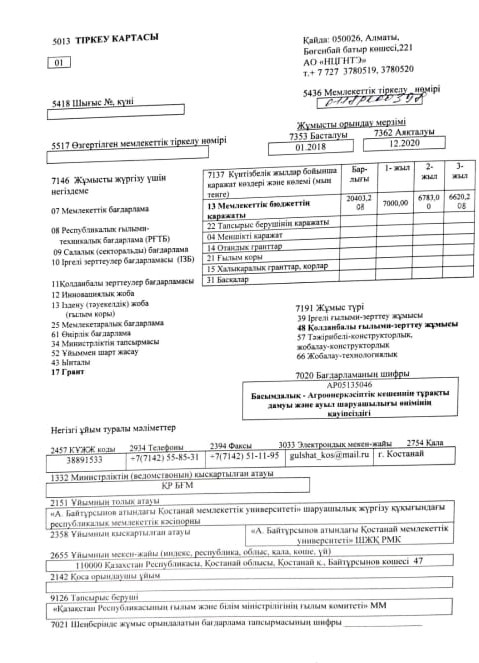 5013 ТІРКЕУ КАРТАСЫ
01
Қайда: 050026, Алматы,
Бөгенбай батыр көшесі,221
АО «НЦГНТЭ»
т.+ 7 727 3780519, 3780520
5418 Шығыс №, күні
5436 Мемлекеттік тіркелу нөмірі
5517 Өзгертілген мемлекеттік тіркелу нөмірі
Жұмысты орындау мерзімі
7353 Басталуы 7362 Аяқталуы
01.2018 12.2020
7146 Жұмысты жүргізу үшін
негіздеме
07 Мемлекеттік бағдарлама
08 Республикалық ғылыми-
техникалық бағдарлама (РҒТБ)
09 Салалық (секторальды) бағдарлама
10 Іргелі зерттеулер бағдарламасы (ІЗБ)
11Қолданбалы зерттеулер бағдарламасы
12 Инновациялық жоба
13 Іздену (тәуекелдік) жоба
(ғылым қоры)
25 Мемлекетаралық бағдарлама
61 Өңірлік бағдарлама
34 Министрліктің тапсырмасы
52 Ұйыммен шарт жасау
43 Ынталы
17 Грант
7137 Күнтізбелік жылдар бойынша
қаражат көздері және көлемі (мың
теңге)
Бар-
лығы
1- жыл
2-
жыл
3-
жыл
13 Мемлекеттік бюджеттің
қаражаты
20403,2
08
7000,00
6783,0
0
6620,2
08
22 Тапсырыс берушінің қаражаты
04 Меншікті қаражат
14 Отандық гранттар
21 Ғылым қоры
15 Халықаралық гранттар, қорлар
31 Басқалар
7191 Жұмыс түрі
39 Іргелі ғылыми-зерттеу жұмысы
48 Қолданбалы ғылыми-зерттеу жұмысы
57 Тәжірибелі-конструкторлық,
жобалау-конструкторлық
66 Жобалау-технологиялық
7020 Бағдарламаның шифры
АР05135046
Басымдалық - Агроөнеркәсіптік кешеннің тұрақты
дамуы және ауыл шаруашылығы өнімінің
қауіпсіздігі
Негізгі ұйым туралы мәліметтер
2457 КҰЖЖ коды 2934 Телефоны 2394 Факсы 3033 Электрондық мекен-жайы 2754 Қала
38891533 +7(7142) 55-85-31 +7(7142) 51-11-95 gulshat_kos@mail.ru г. Костанай
1332 Министрліктің (ведомствоның) қысқартылған атауы
ҚР БҒМ
2151 Ұйымның толық атауы
«А. Байтұрсынов атындағы Қостанай мемлекеттік университеті» шаруашылық жүргізу құқығындағы
республикалық мемлекеттік кәсіпорны
2358 Ұйымның қысқартылған атауы
«А. Байтұрсынов атындағы Қостанай мемлекеттік
университеті» ШЖҚ РМК
2655 Ұйымның мекен-жайы (индекс, республика, облыс, қала, көше, үй)
110000 Қазақстан Республикасы, Қостанай облысы, Қостанай қ., Байтұрсынов көшесі 47
2142 Қоса орындаушы ұйым
9126 Тапсырыс беруші
«Қазақстан Республикасының ғылым және білім министрлігінің ғылым комитеті» ММ
7021 Шеңберінде жұмыс орындалатын бағдарлама тапсырмасының шифры